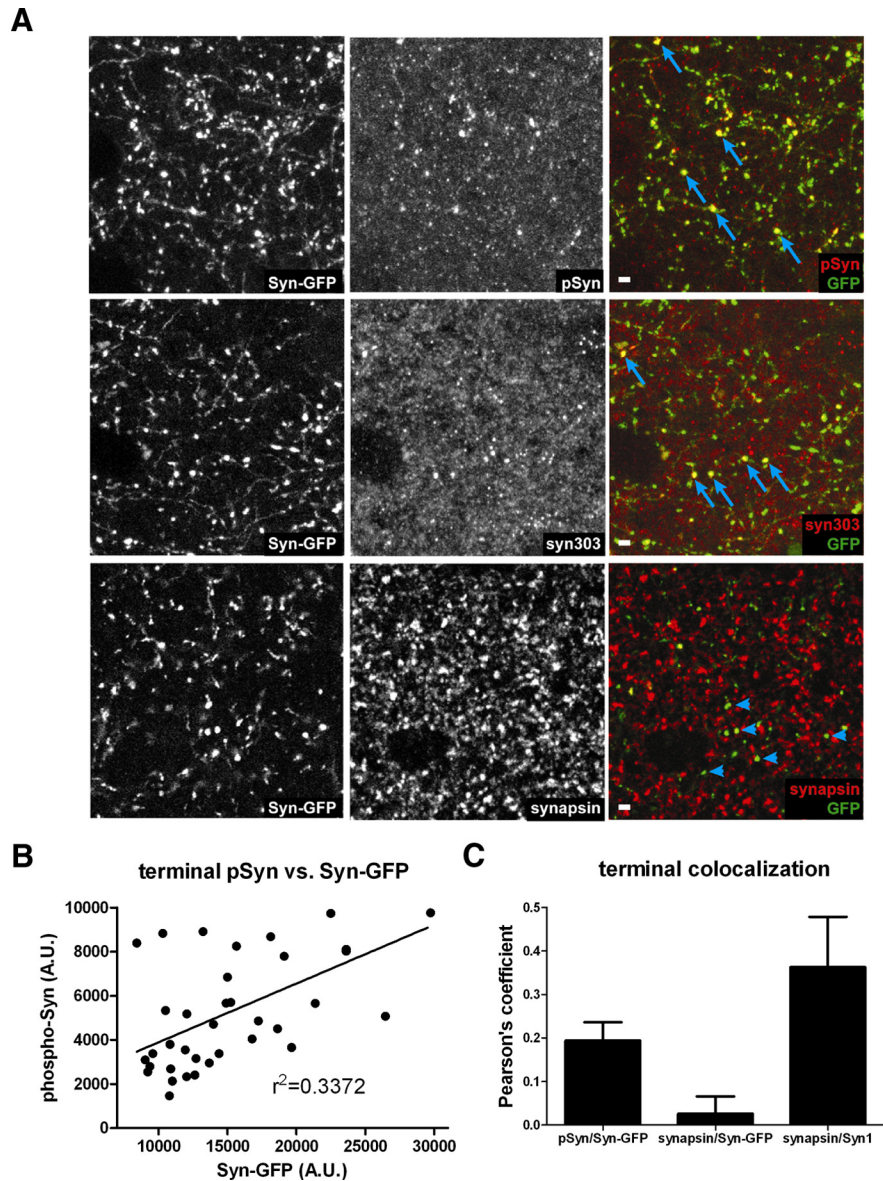 A
Syn-GFP
pSyn
pSyn
GFP
Syn-GFP
syn303
syn303
GFP
Syn-GFP
synapsin
synapsin
GFP
B
terminal pSyn vs. Syn-GFP
phospho-Syn (A.U.)
10000
8000
6000
4000
2000
0
r²=0.3372
10000 15000 20000 25000 30000
Syn-GFP (A.U.)
C
terminal colocalization
Pearson's coefficient
0.5
0.4
0.3
0.2
0.1
0.0
pSyn/Syn-GFP synapsin/Syn-GFP synapsin/Syn1